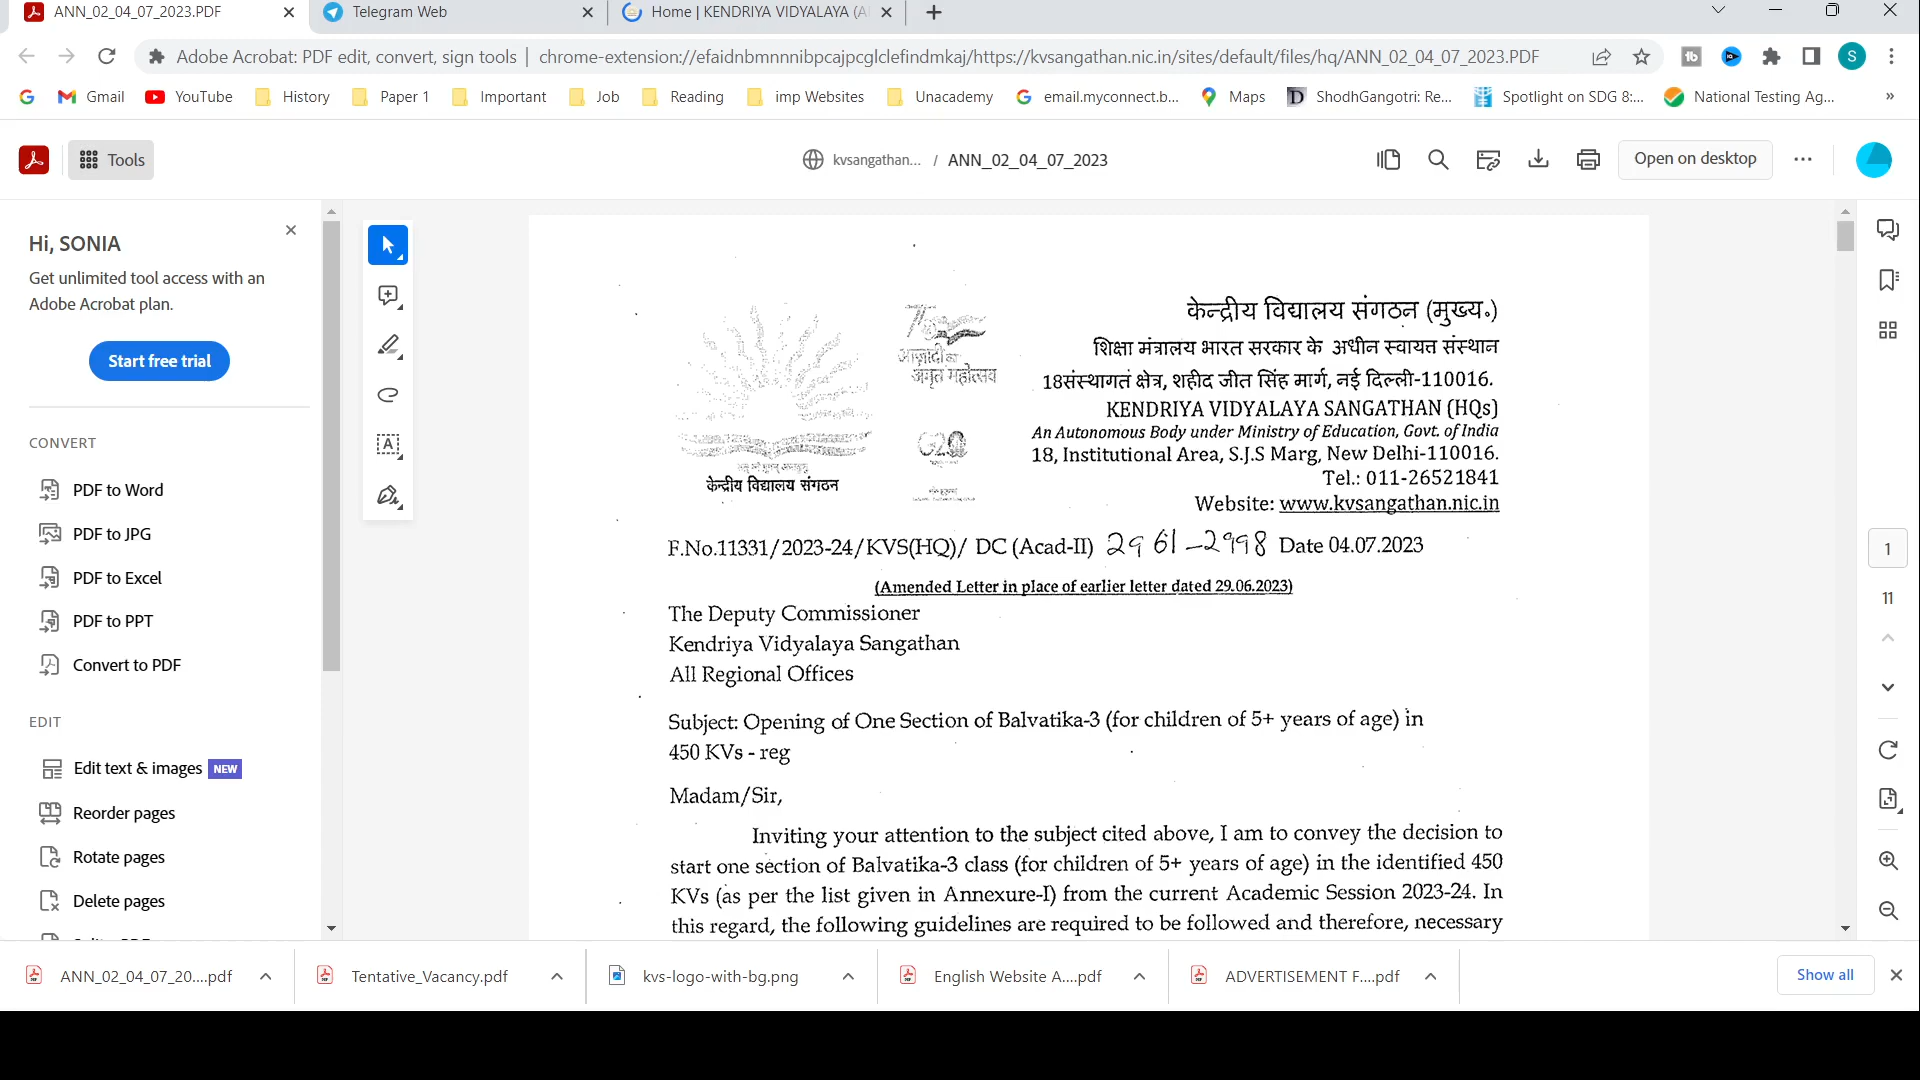 ANN_02_04_07_2023.PDF
Telegram Web
Home | KENDRIYA VIDYALAYA (A
Adobe Acrobat: PDF edit, convert, sign tools | chrome-extension://efaidnbmnnnibpcajpcglclefindmkaj/https://kvsangathan.nic.in/sites/default/files/hq/ANN_02_04_07_2023.PDF
S
Gmail YouTube History Paper 1 Important Job Reading imp Websites Unacademy email.myconnect.b... Maps ShodhGangotri: Re... Spotlight on SDG 8:... National Testing Ag... »
Tools
kvsangathan... / ANN_02_04_07_2023
Open on desktop
Hi, SONIA
Get unlimited tool access with an
Adobe Acrobat plan.
Start free trial
CONVERT
PDF to Word
PDF to JPG
PDF to Excel
PDF to PPT
Convert to PDF
EDIT
Edit text & images NEW
Reorder pages
Rotate pages
Delete pages
आज़ादी का
अमृत महोत्सव
G20
केन्द्रीय विद्यालय संगठन
केन्द्रीय विद्यालय संगठन (मुख्य॰)
शिक्षा मंत्रालय भारत सरकार के अधीन स्वायत संस्थान
18संस्थागत क्षेत्र, शहीद जीत सिंह मार्ग, नई दिल्ली-110016.
KENDRIYA VIDYALAYA SANGATHAN (HQs)
An Autonomous Body under Ministry of Education, Govt. of India
18, Institutional Area, S.J.S Marg, New Delhi-110016.
Tel.: 011-26521841
Website: www.kvsangathan.nic.in
F.No.11331/2023-24/KVS(HQ)/ DC (Acad-II) 2961-2998 Date 04.07.2023
(Amended Letter in place of earlier letter dated 29.06.2023)
The Deputy Commissioner
Kendriya Vidyalaya Sangathan
All Regional Offices
Subject: Opening of One Section of Balvatika-3 (for children of 5+ years of age) in
450 KVs - reg
Madam/Sir,
Inviting your attention to the subject cited above, I am to convey the decision to
start one section of Balvatika-3 class (for children of 5+ years of age) in the identified 450
KVs (as per the list given in Annexure-I) from the current Academic Session 2023-24. In
this regard, the following guidelines are required to be followed and therefore, necessary
1
11
ANN_02_04_07_20....pdf
Tentative_Vacancy.pdf
kvs-logo-with-bg.png
English Website A....pdf
ADVERTISEMENT F....pdf
Show all